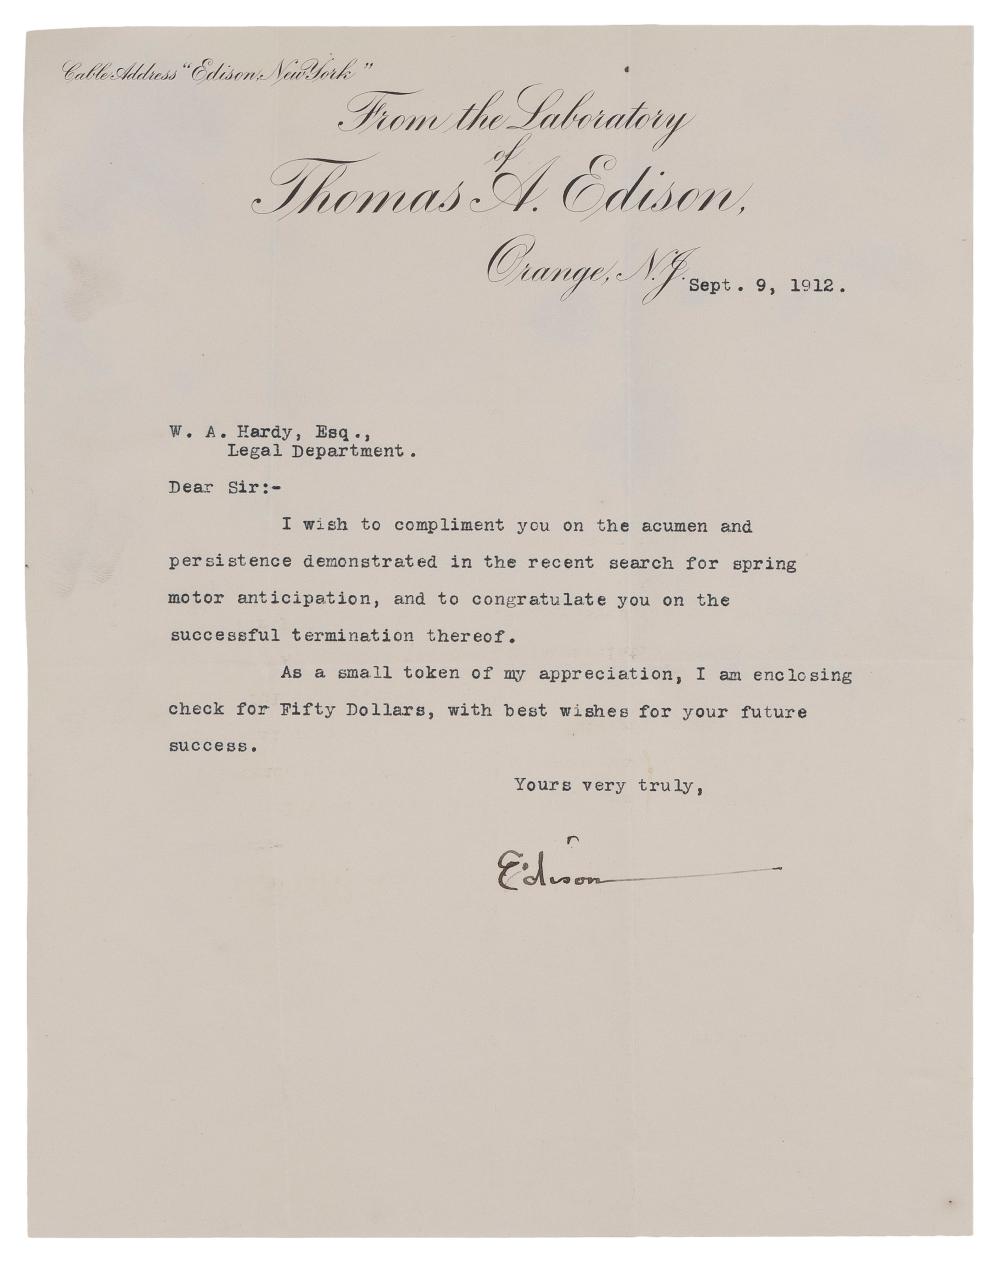 Cable Address "Edison, New York"
From the Laboratory
of
Thomas A. Edison,
Orange, N.J. Sept. 9, 1912.
W. A. Hardy, Esq.,
Legal Department.
Dear Sir:-
I wish to compliment you on the acumen and
persistence demonstrated in the recent search for spring
motor anticipation, and to congratulate you on the
successful termination thereof.
As a small token of my appreciation, I am enclosing
check for Fifty Dollars, with best wishes for your future
success.
Yours very truly,
Edison